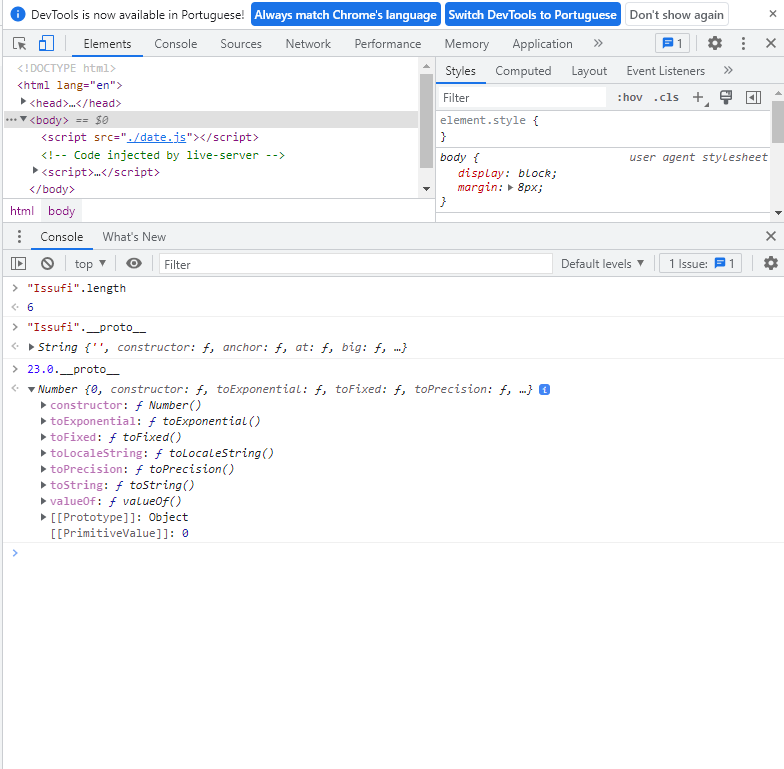 DevTools is now available in Portuguese! Always match Chrome's language Switch DevTools to Portuguese Don't show again
Elements Console Sources Network Performance Memory Application » 1
<!DOCTYPE html>
<html lang="en">
<head>…</head>
<body> == $0
<script src="./date.js"></script>
<!-- Code injected by live-server -->
<script>…</script>
</body>
html body
Styles Computed Layout Event Listeners »
Filter :hov .cls +
element.style {
}
body { user agent stylesheet
display: block;
margin: 8px;
}
Console What's New
top Filter Default levels 1 Issue: 1
"Issufi".length
6
"Issufi".__proto__
String {'', constructor: ƒ, anchor: ƒ, at: ƒ, big: ƒ, …}
23.0.__proto__
Number {0, constructor: ƒ, toExponential: ƒ, toFixed: ƒ, toPrecision: ƒ, …} i
constructor: ƒ Number()
toExponential: ƒ toExponential()
toFixed: ƒ toFixed()
toLocaleString: ƒ toLocaleString()
toPrecision: ƒ toPrecision()
toString: ƒ toString()
valueOf: ƒ valueOf()
[[Prototype]]: Object
[[PrimitiveValue]]: 0